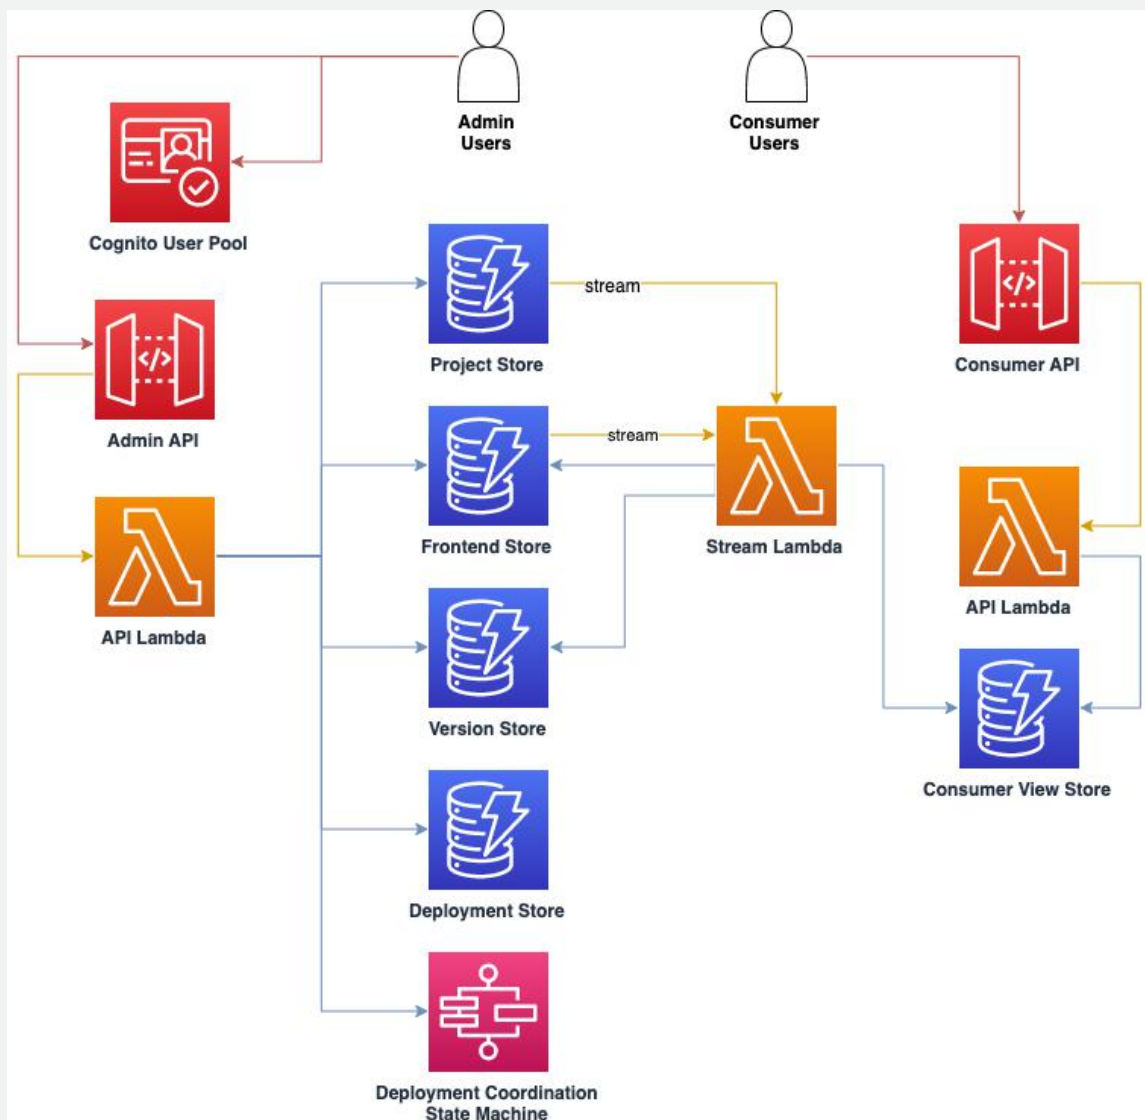 Admin
Users
Consumer
Users
Cognito User Pool
Project Store
stream
Consumer API
Admin API
Frontend Store
stream
Stream Lambda
API Lambda
API Lambda
Version Store
Consumer View Store
Deployment Store
Deployment Coordination
State Machine